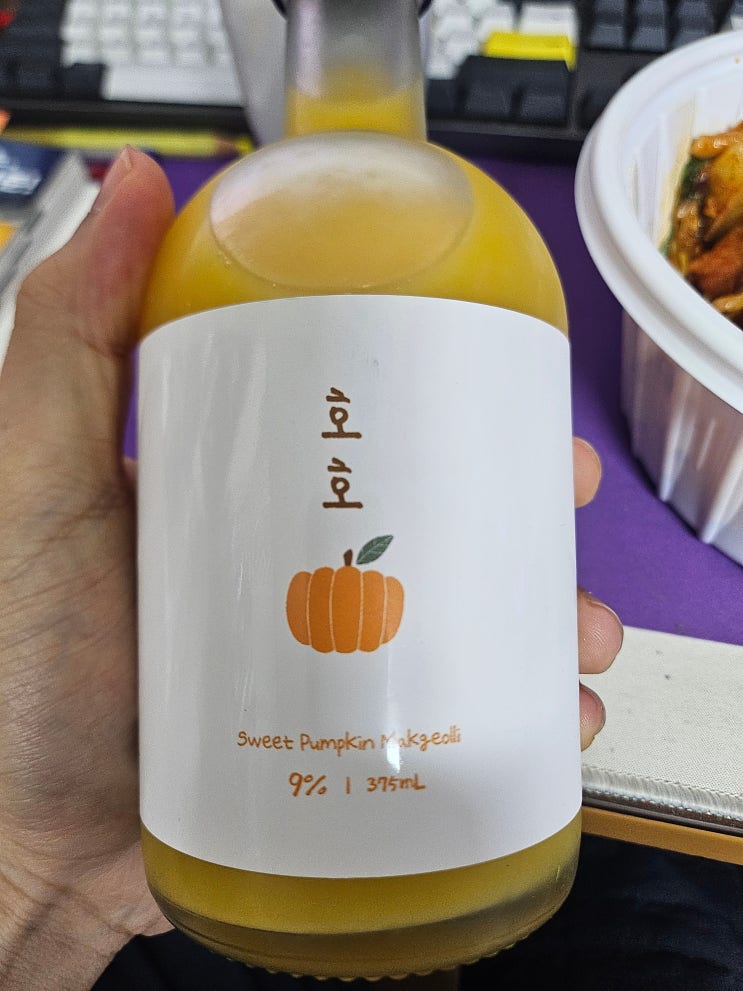 호호
Sweet Pumpkin Makgeolli
9% | 375mL